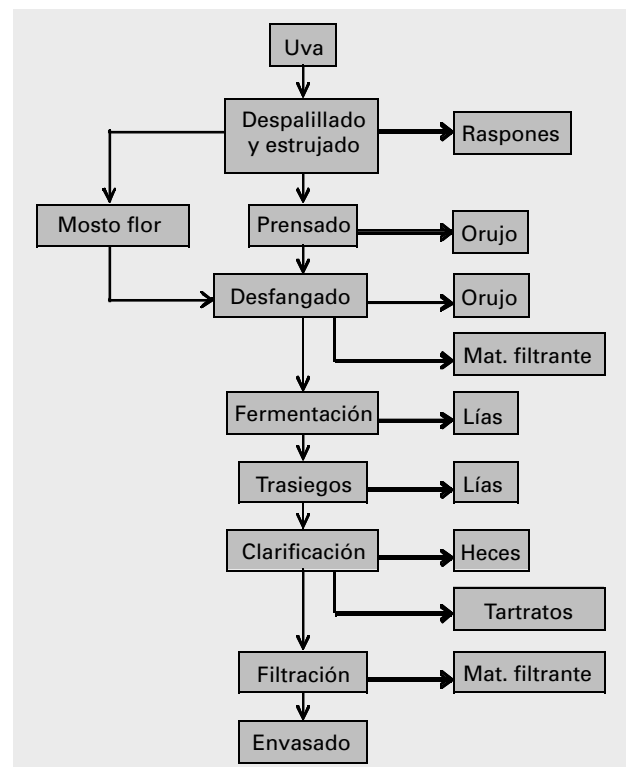 Uva
Despalillado
y estrujado
Raspones
Mosto flor
Prensado
Orujo
Desfangado
Orujo
Mat. filtrante
Fermentación
Lías
Trasiegos
Lías
Clarificación
Heces
Tartratos
Filtración
Mat. filtrante
Envasado